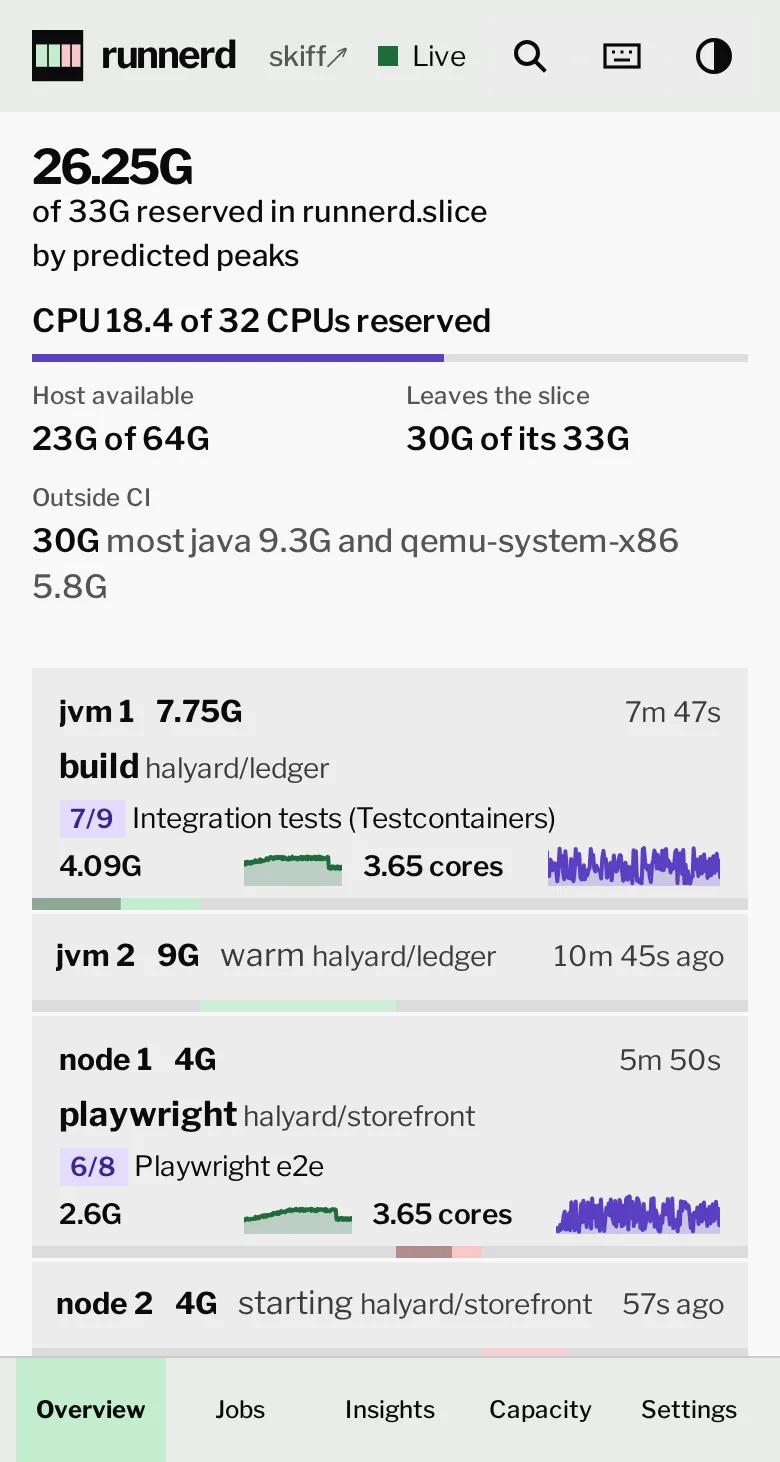 runnerd skiff↗ Live
26.25G
of 33G reserved in runnerd.slice
by predicted peaks
CPU 18.4 of 32 CPUs reserved
Host available
23G of 64G
Leaves the slice
30G of its 33G
Outside CI
30G most java 9.3G and qemu-system-x86
5.8G
jvm 1 7.75G 7m 47s
build halyard/ledger
7/9 Integration tests (Testcontainers)
4.09G 3.65 cores
jvm 2 9G warm halyard/ledger 10m 45s ago
node 1 4G 5m 50s
playwright halyard/storefront
6/8 Playwright e2e
2.6G 3.65 cores
node 2 4G starting halyard/storefront 57s ago
Overview Jobs Insights Capacity Settings